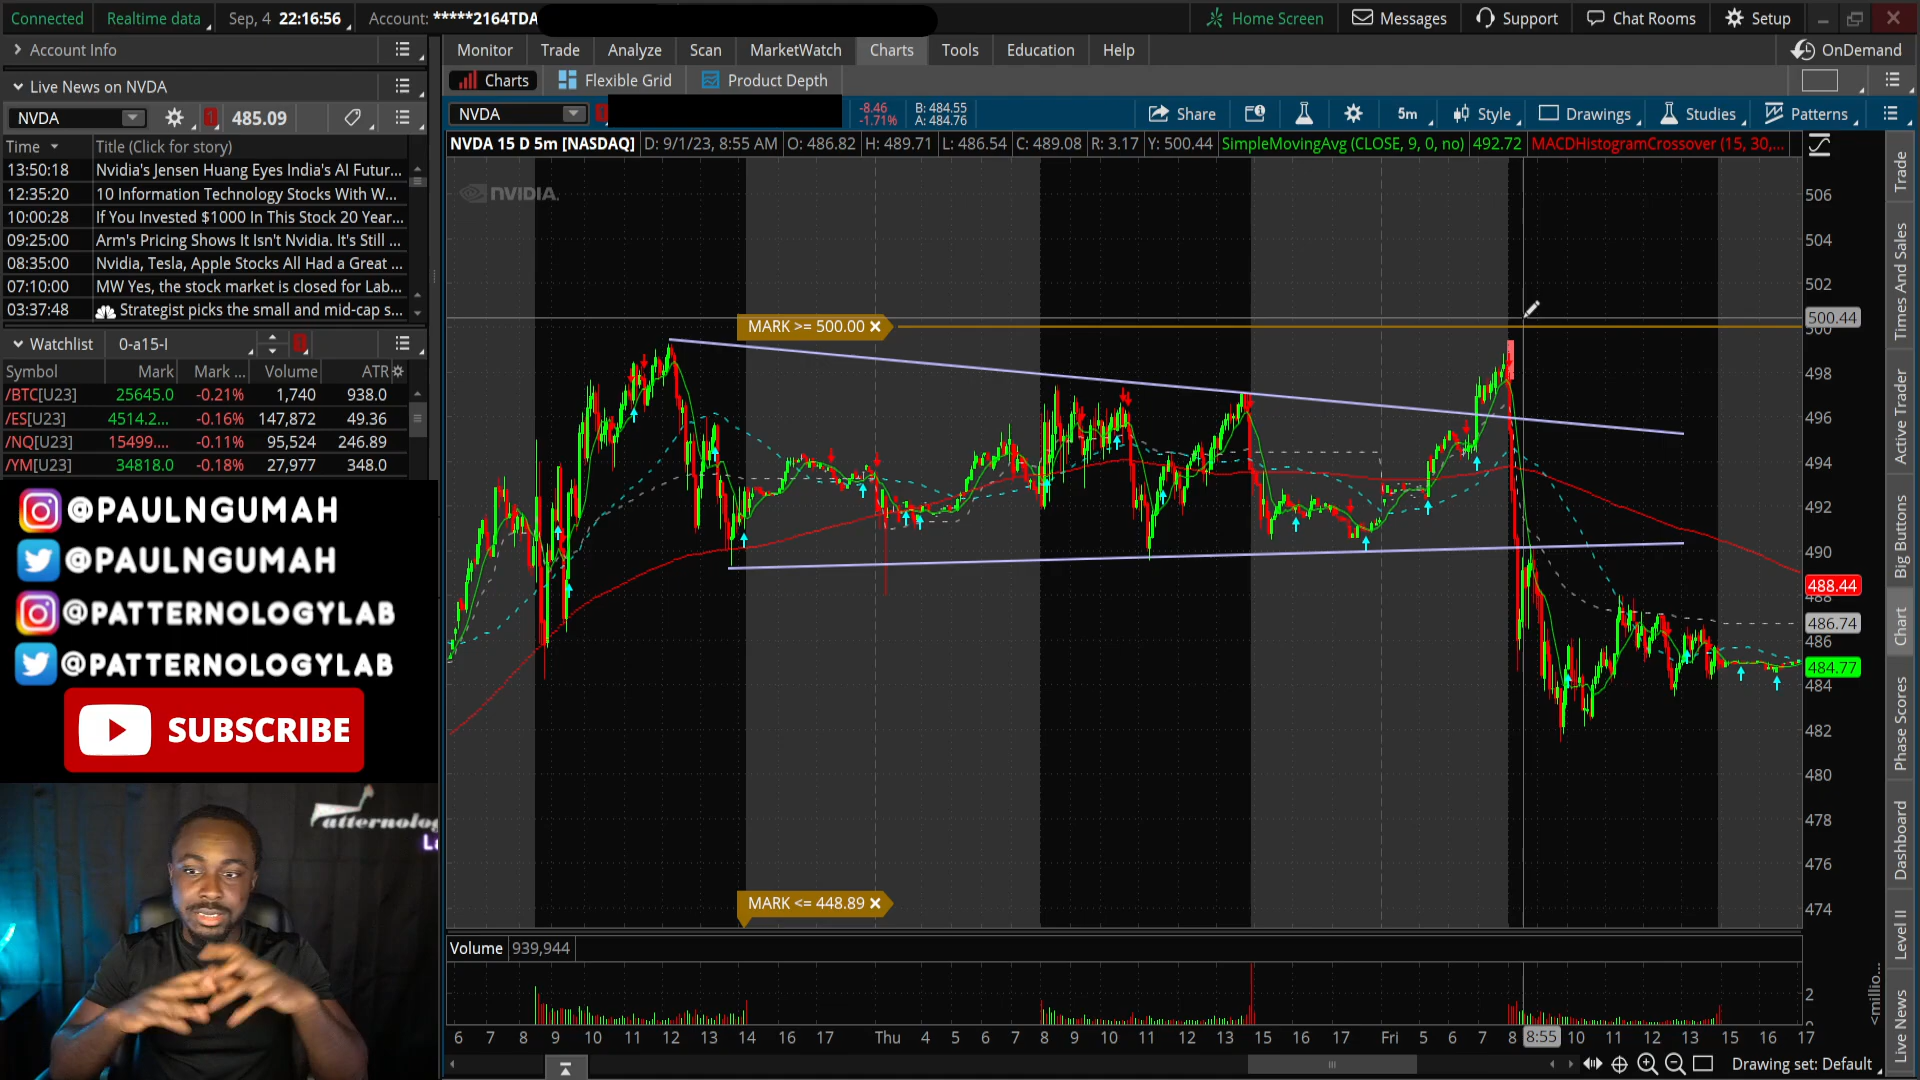 Connected Realtime data Sep, 4 22:16:56 Account: *****2164TDA Home Screen Messages Support Chat Rooms Setup
Account Info
Monitor Trade Analyze Scan MarketWatch Charts Tools Education Help OnDemand
Live News on NVDA
Charts Flexible Grid Product Depth
NVDA 1 485.09
NVDA -8.46 -1.71% B: 484.55 A: 484.76 Share 5m Style Drawings Studies Patterns
Time Title (Click for story)
NVDA 15 D 5m [NASDAQ] D: 9/1/23, 8:55 AM O: 486.82 H: 489.71 L: 486.54 C: 489.08 R: 3.17 Y: 500.44 SimpleMovingAvg (CLOSE, 9, 0, no) 492.72 MACDHistogramCrossover (15, 30,...
13:50:18 Nvidia's Jensen Huang Eyes India's AI Futur...
12:35:20 10 Information Technology Stocks With W...
10:00:28 If You Invested $1000 In This Stock 20 Year...
09:25:00 Arm's Pricing Shows It Isn't Nvidia. It's Still ...
08:35:00 Nvidia, Tesla, Apple Stocks All Had a Great ...
07:10:00 MW Yes, the stock market is closed for Lab...
03:37:48 Strategist picks the small and mid-cap s...
Watchlist 0-a15-I
Symbol Mark Mark ... Volume ATR
/BTC[U23] 25645.0 -0.21% 1,740 938.0
/ES[U23] 4514.2... -0.16% 147,872 49.36
/NQ[U23] 15499.... -0.11% 95,524 246.89
/YM[U23] 34818.0 -0.18% 27,977 348.0
@PAULNGUMAH
@PAULNGUMAH
@PATTERNOLOGYLAB
@PATTERNOLOGYLAB
SUBSCRIBE
NVIDIA.
MARK >= 500.00
MARK <= 448.89
506
504
502
500.44
500
498
496
494
492
490
488.44
488
486.74
486
484.77
484
482
480
478
476
474
Trade
Times And Sales
Active Trader
Big Buttons
Chart
Phase Scores
Dashboard
Level II
Live News
Volume 939,944
2
0
<millio...
6 7 8 9 10 11 12 13 14 16 17 Thu 4 5 6 7 8 9 10 11 12 13 15 16 17 Fri 5 6 7 8 8:55 10 11 12 13 15 16 17
Drawing set: Default